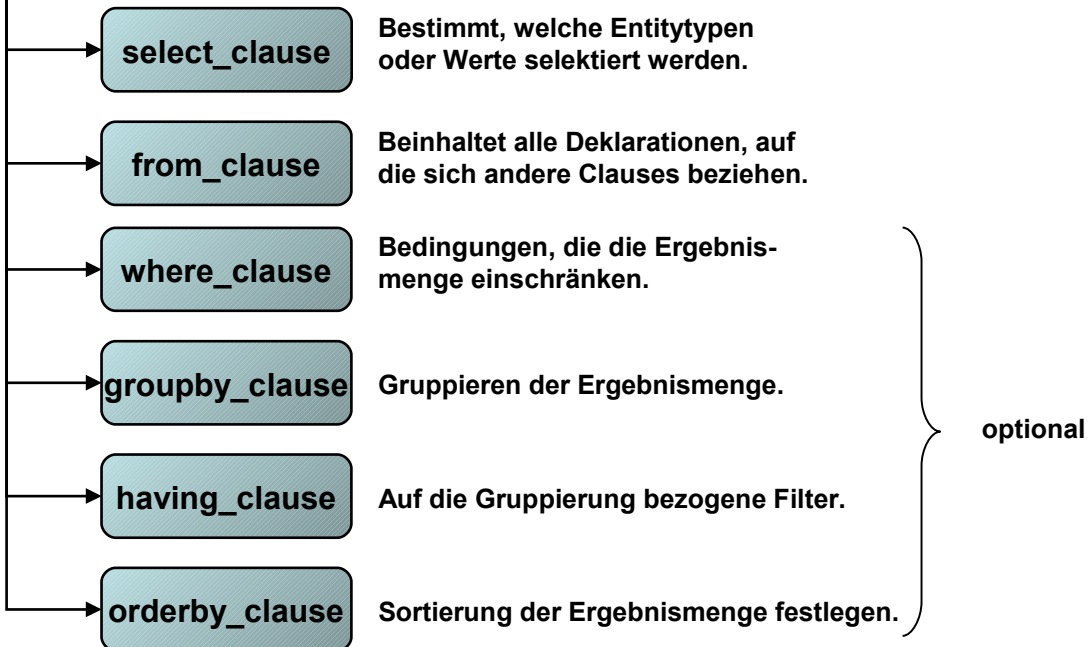 select_clause
Bestimmt, welche Entitytypen
oder Werte selektiert werden.
from_clause
Beinhaltet alle Deklarationen, auf
die sich andere Clauses beziehen.
where_clause
Bedingungen, die die Ergebnis-
menge einschränken.
groupby_clause
Gruppieren der Ergebnismenge.
optional
having_clause
Auf die Gruppierung bezogene Filter.
orderby_clause
Sortierung der Ergebnismenge festlegen.